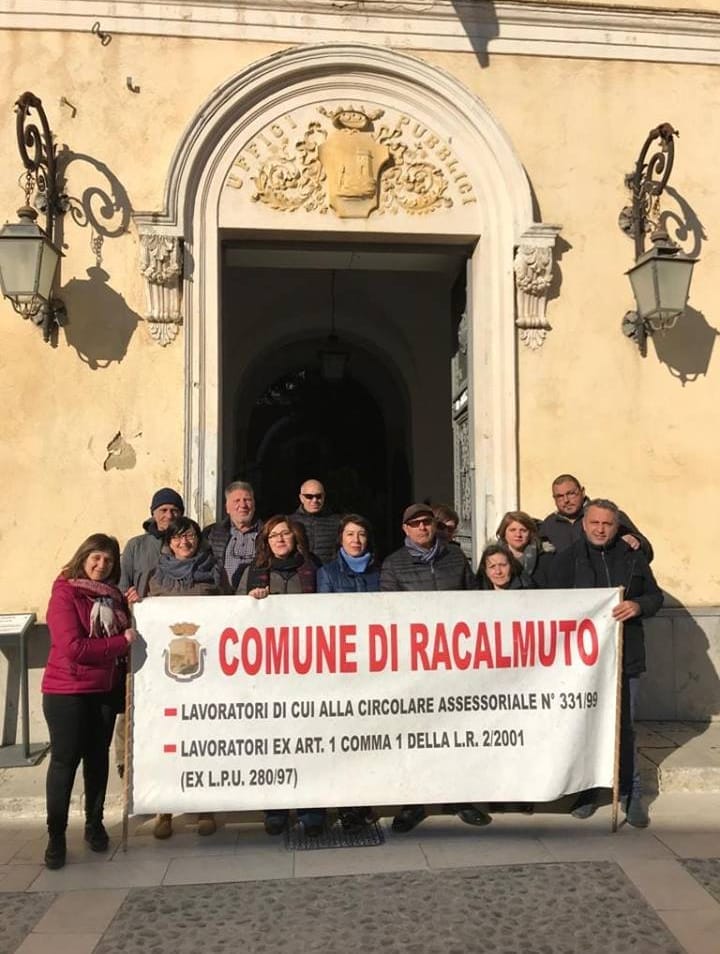 UFFICI PUBBLICI
COMUNE DI RACALMUTO
LAVORATORI DI CUI ALLA CIRCOLARE ASSESSORIALE N° 331/99
LAVORATORI EX ART. 1 COMMA 1 DELLA L.R. 2/2001
(EX L.P.U. 280/97)